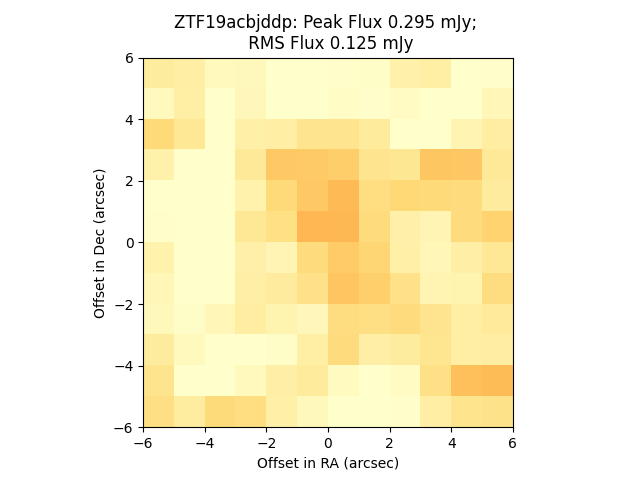 ZTF19acbjddp: Peak Flux 0.295 mJy;
RMS Flux 0.125 mJy
6
4
2
0
−2
−4
−6
Offset in Dec (arcsec)
−6 −4 −2 0 2 4 6
Offset in RA (arcsec)